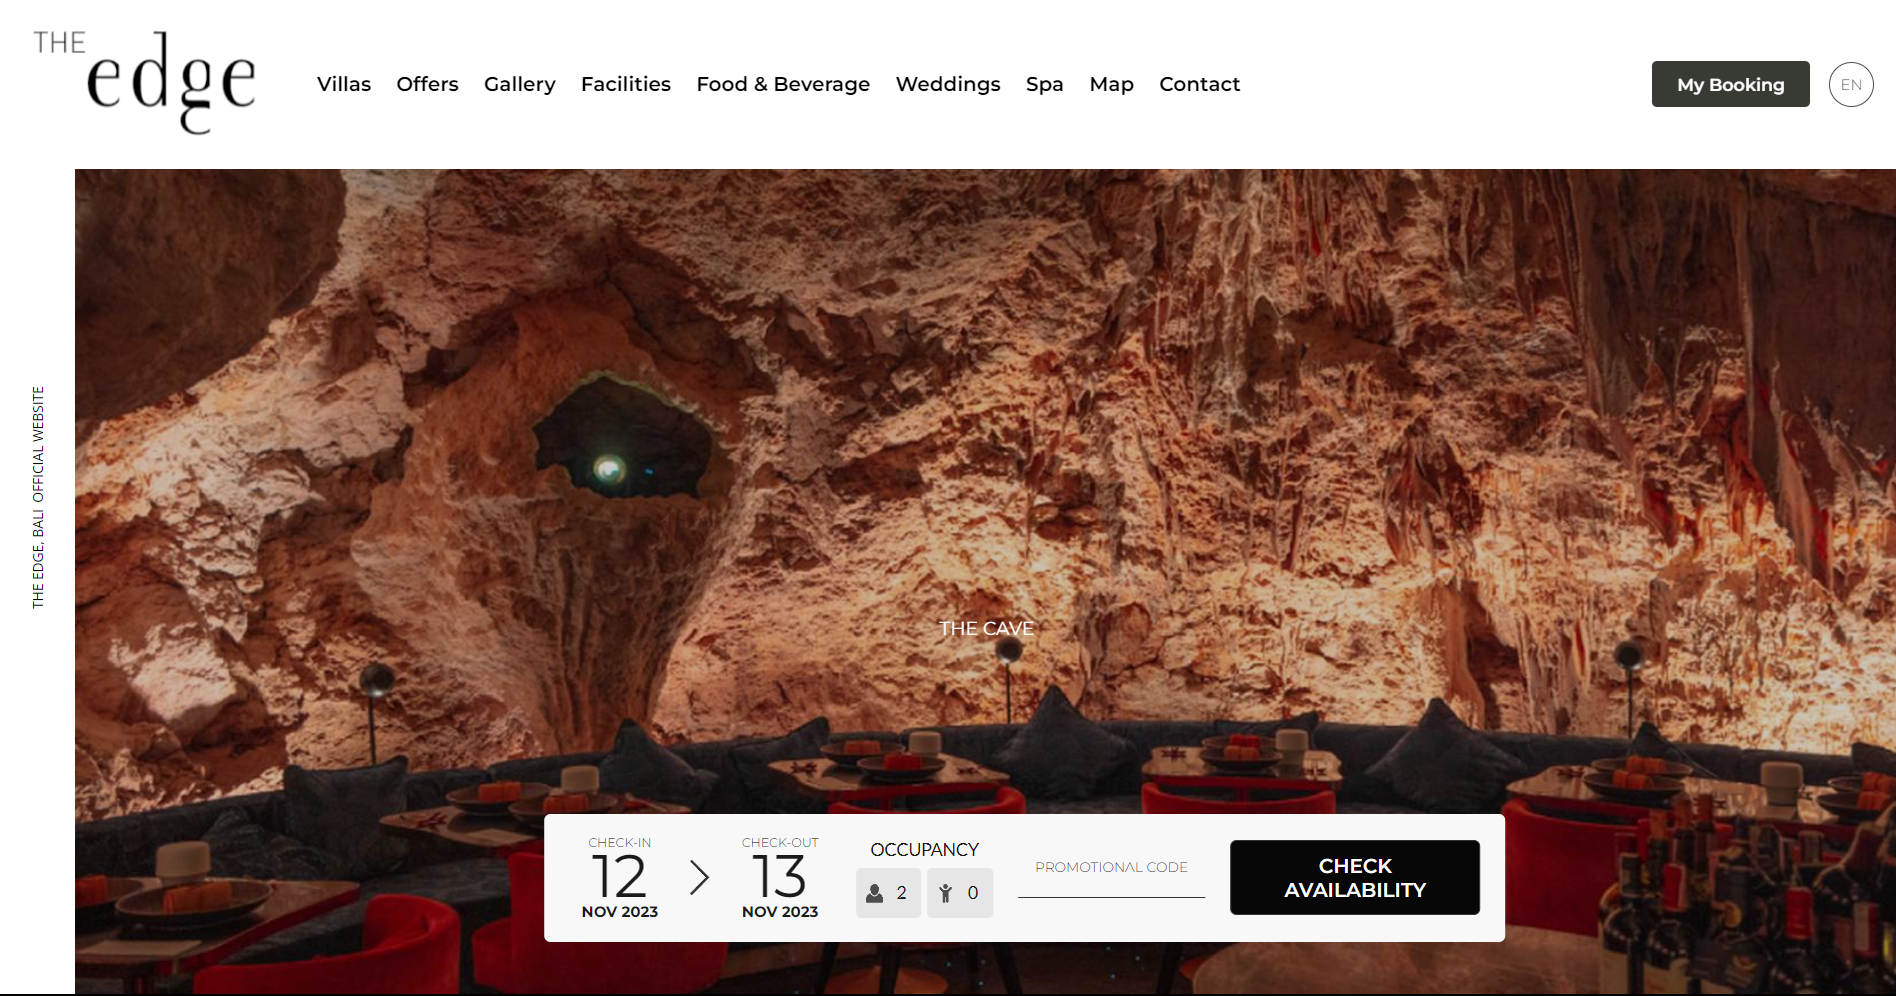 THE
edge
Villas Offers Gallery Facilities Food & Beverage Weddings Spa Map Contact
My Booking
EN
THE EDGE, BALI OFFICIAL WEBSITE
THE CAVE
CHECK-IN
12
NOV 2023
CHECK-OUT
13
NOV 2023
OCCUPANCY
2
0
PROMOTIONAL CODE
CHECK
AVAILABILITY